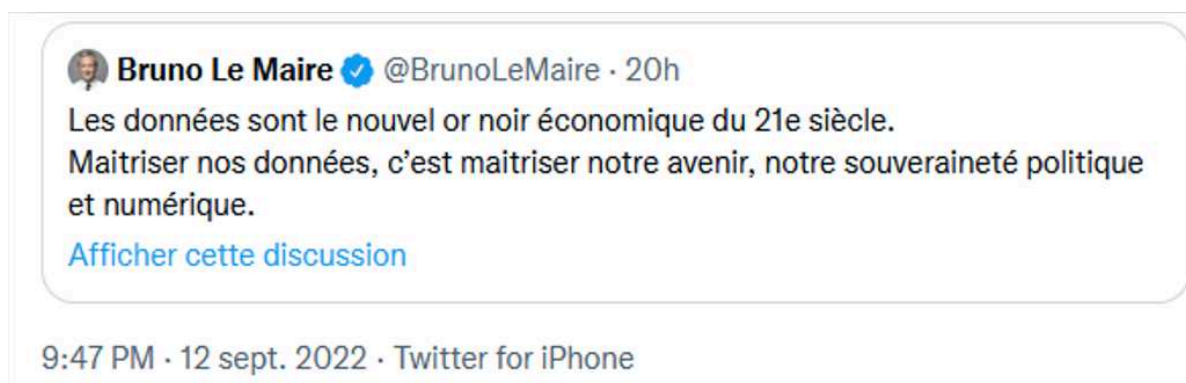 Bruno Le Maire @BrunoLeMaire · 20h
Les données sont le nouvel or noir économique du 21e siècle.
Maitriser nos données, c’est maitriser notre avenir, notre souveraineté politique
et numérique.
Afficher cette discussion
9:47 PM · 12 sept. 2022 · Twitter for iPhone